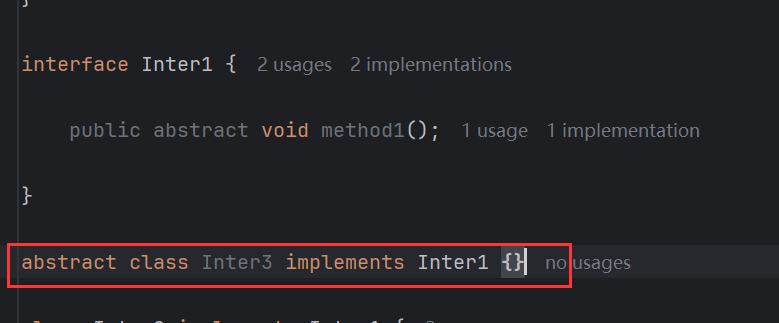 }
interface Inter1 { 2 usages 2 implementations
public abstract void method1(); 1 usage 1 implementation
}
abstract class Inter3 implements Inter1 {} no usages